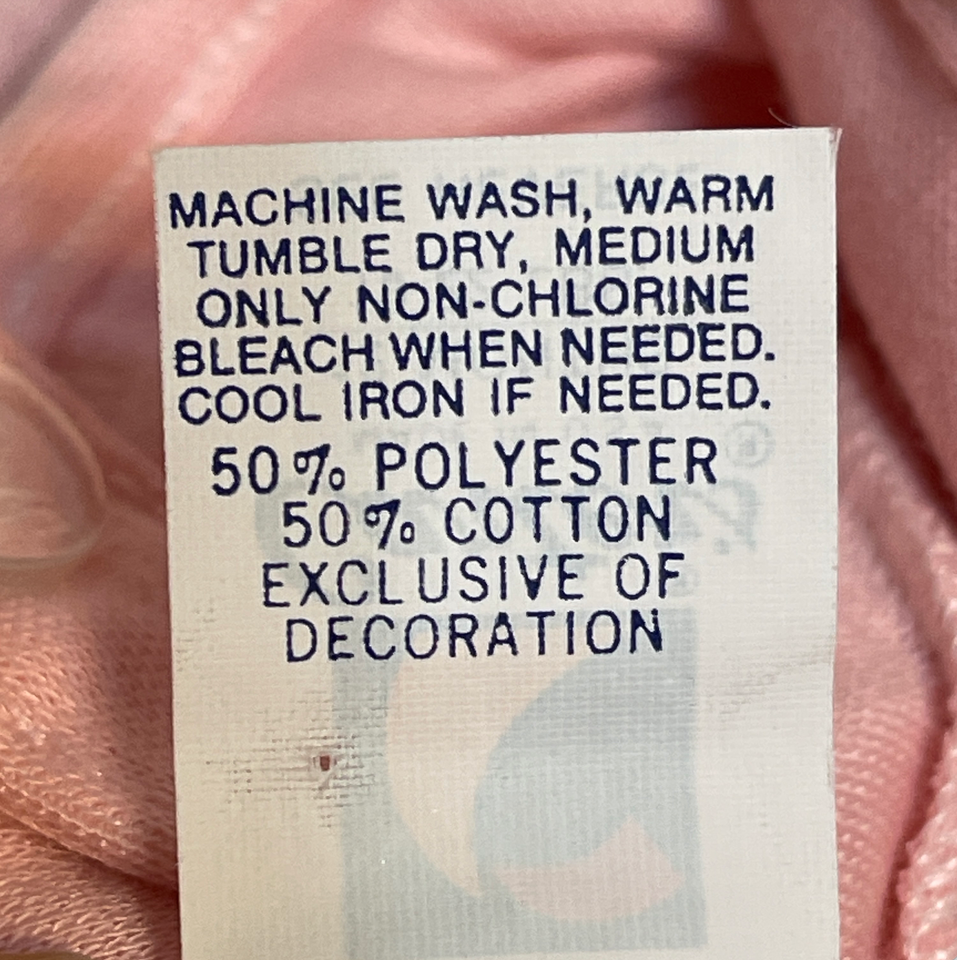 MACHINE WASH, WARM
TUMBLE DRY, MEDIUM
ONLY NON-CHLORINE
BLEACH WHEN NEEDED.
COOL IRON IF NEEDED.
50% POLYESTER
50% COTTON
EXCLUSIVE OF
DECORATION